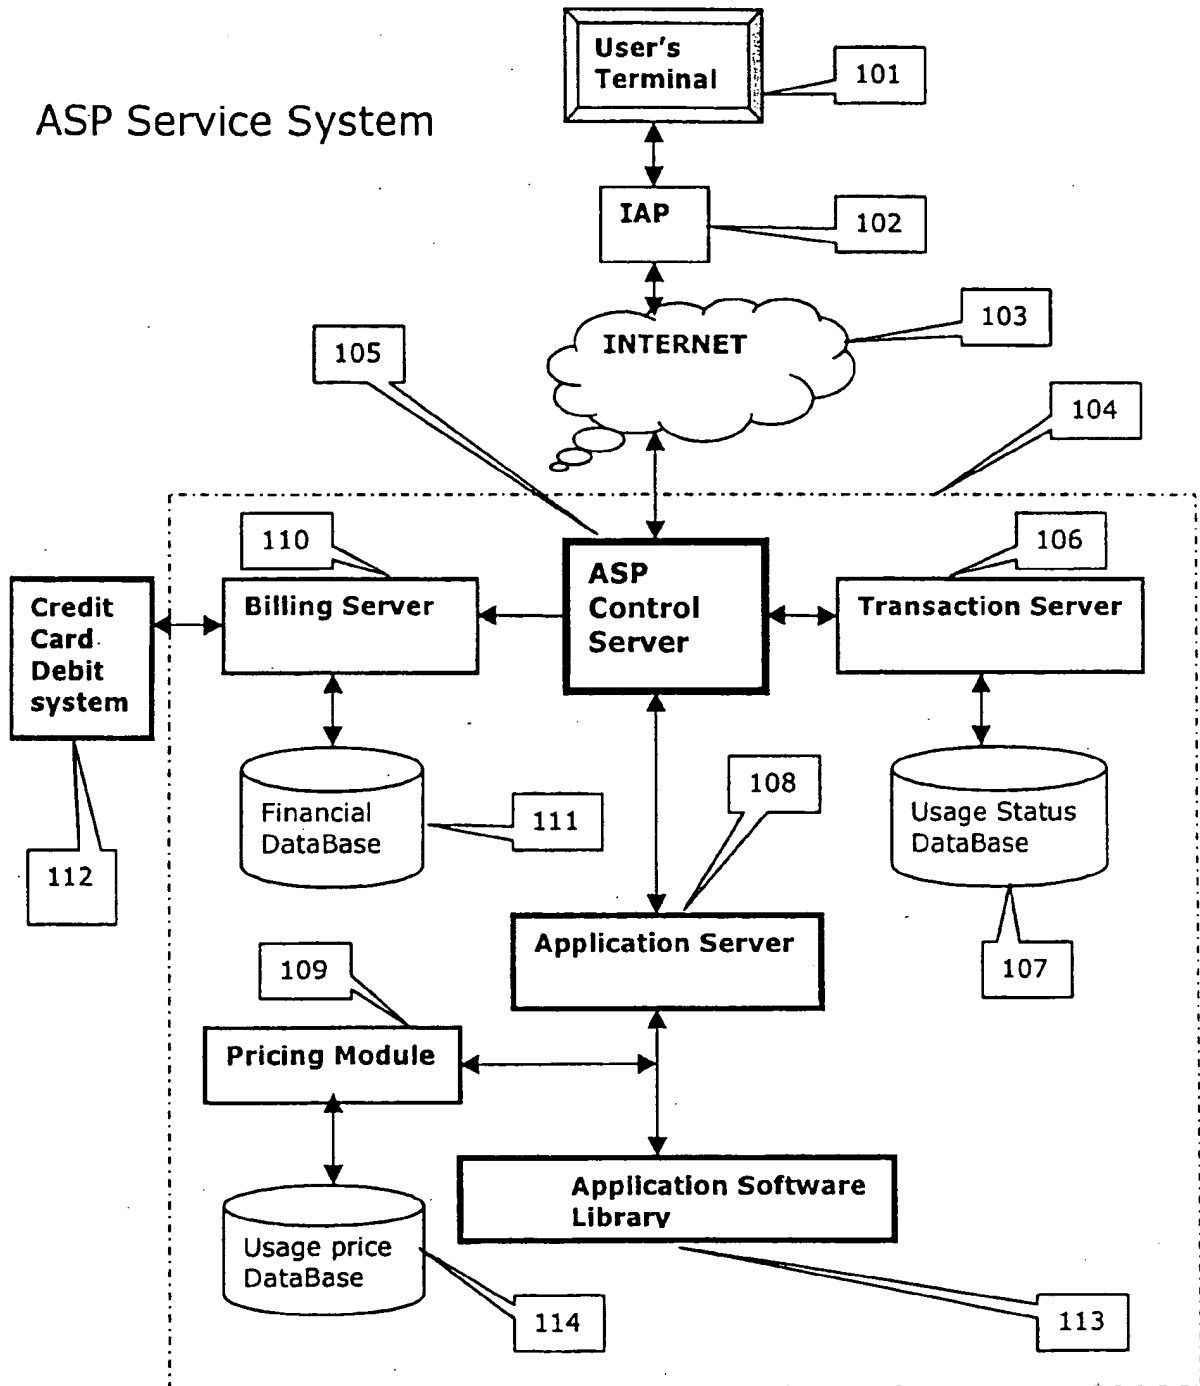 User's
Terminal
101
ASP Service System
IAP
102
INTERNET
103
105
104
110
106
ASP
Control
Server
Billing Server
Transaction Server
Credit
Card
Debit
system
108
Financial
DataBase
111
Usage Status
DataBase
112
Application Server
109
107
Pricing Module
Application Software
Library
Usage price
DataBase
114
113